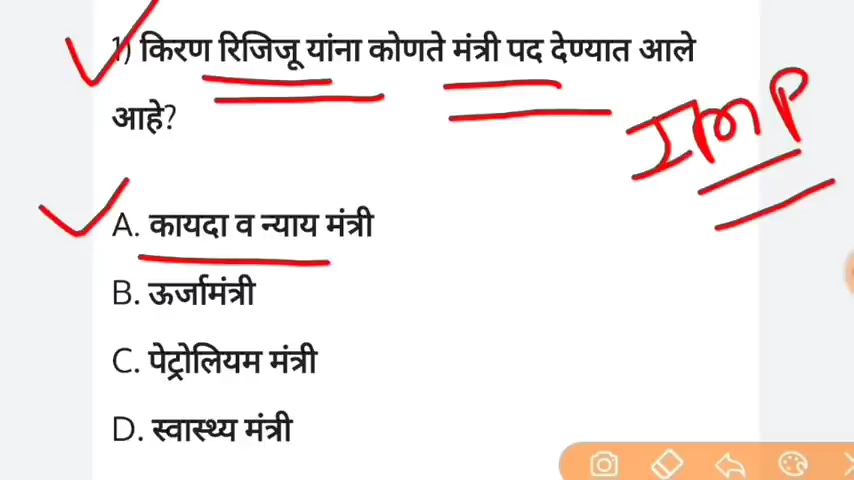 1) किरण रिजिजू यांना कोणते मंत्री पद देण्यात आले
आहे?
IMP
A. कायदा व न्याय मंत्री
B. ऊर्जामंत्री
C. पेट्रोलियम मंत्री
D. स्वास्थ्य मंत्री